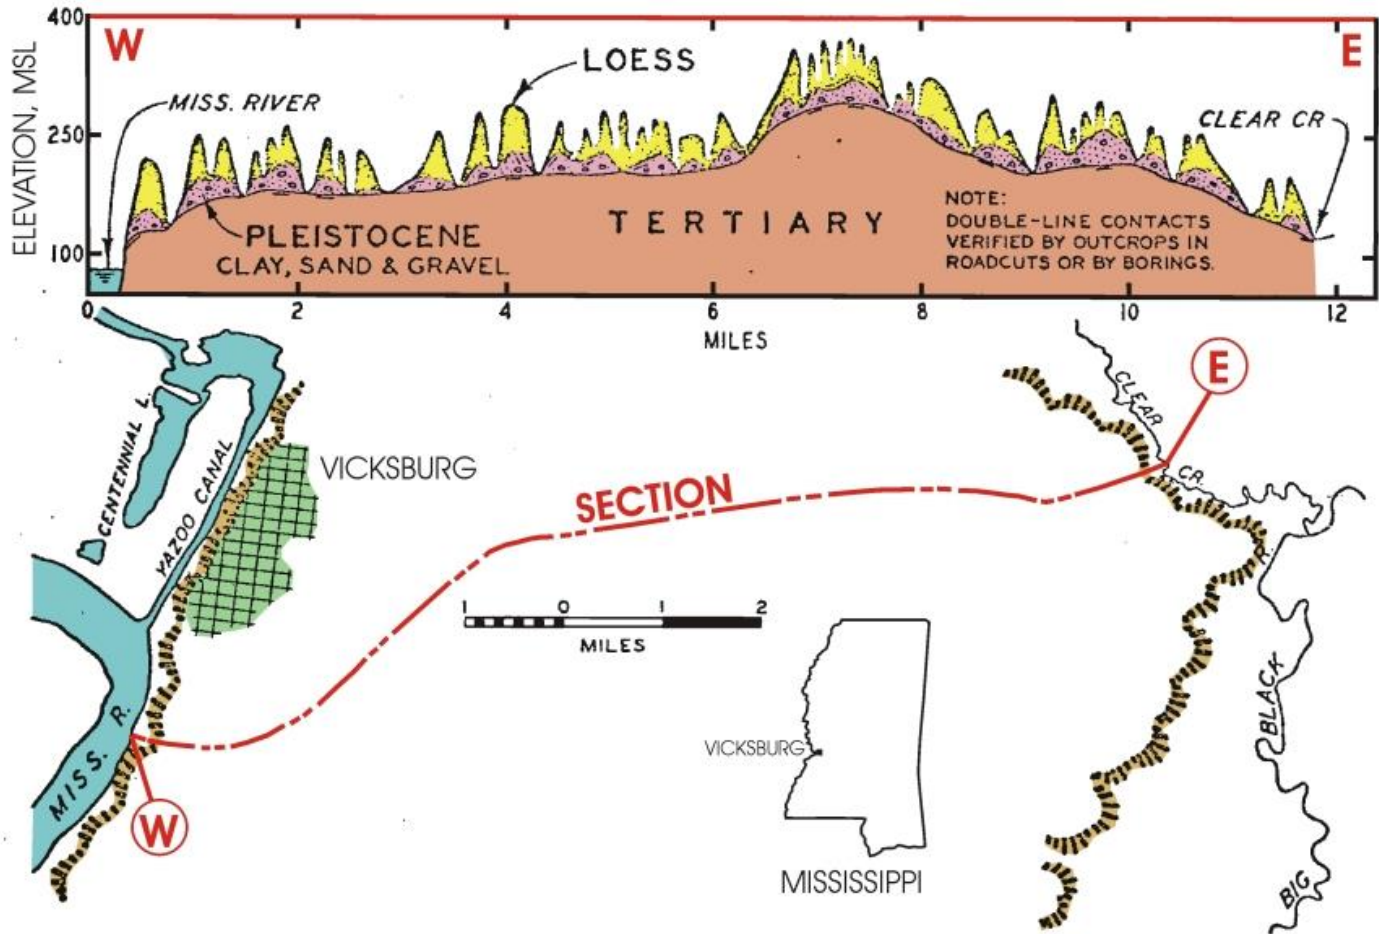 400
W
E
ELEVATION, MSL
LOESS
MISS. RIVER
CLEAR CR
250
NOTE:
DOUBLE-LINE CONTACTS
VERIFIED BY OUTCROPS IN
ROADCUTS OR BY BORINGS.
TERTIARY
PLEISTOCENE
CLAY, SAND & GRAVEL
100
0 2 4 6 8 10 12
MILES
E
CLEAR
CR.
CENTENNIAL L.
YAZOO CANAL
VICKSBURG
SECTION
1 0 1 2
MILES
R.
MISS. R.
W
BIG BLACK
VICKSBURG
MISSISSIPPI